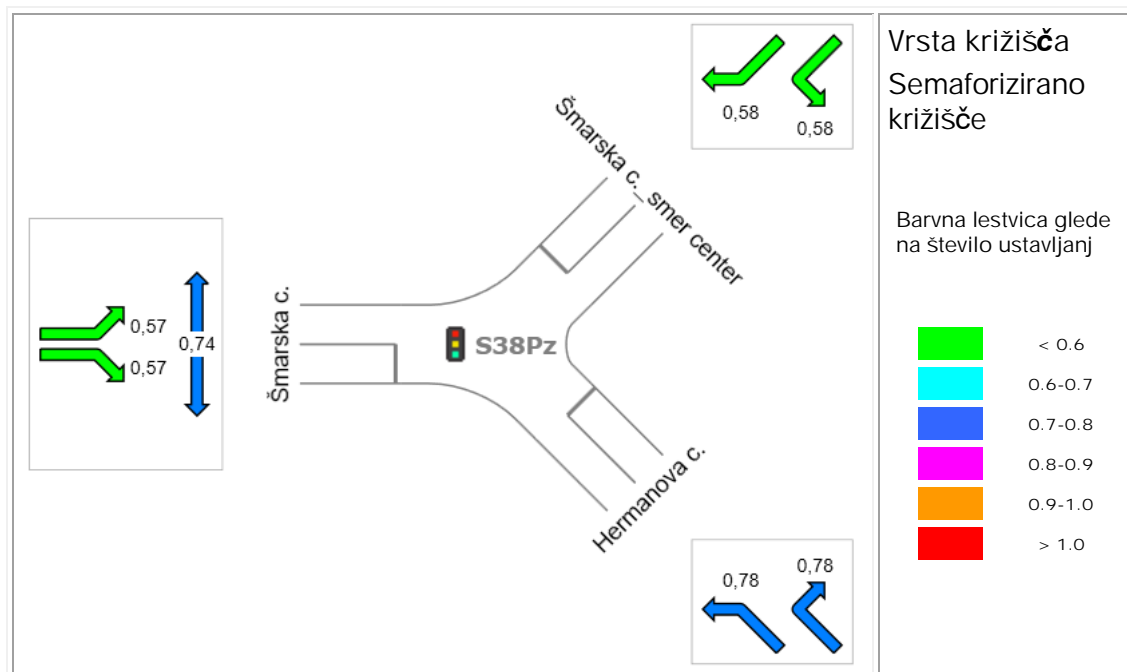 0,58
0,58
Šmarska c._smer center
0,57
0,57
0,74
Šmarska c.
S38Pz
Hermanova c.
0,78
0,78
Vrsta križišča
Semaforizirano
križišče
Barvna lestvica glede
na število ustavljanj
< 0.6
0.6-0.7
0.7-0.8
0.8-0.9
0.9-1.0
> 1.0